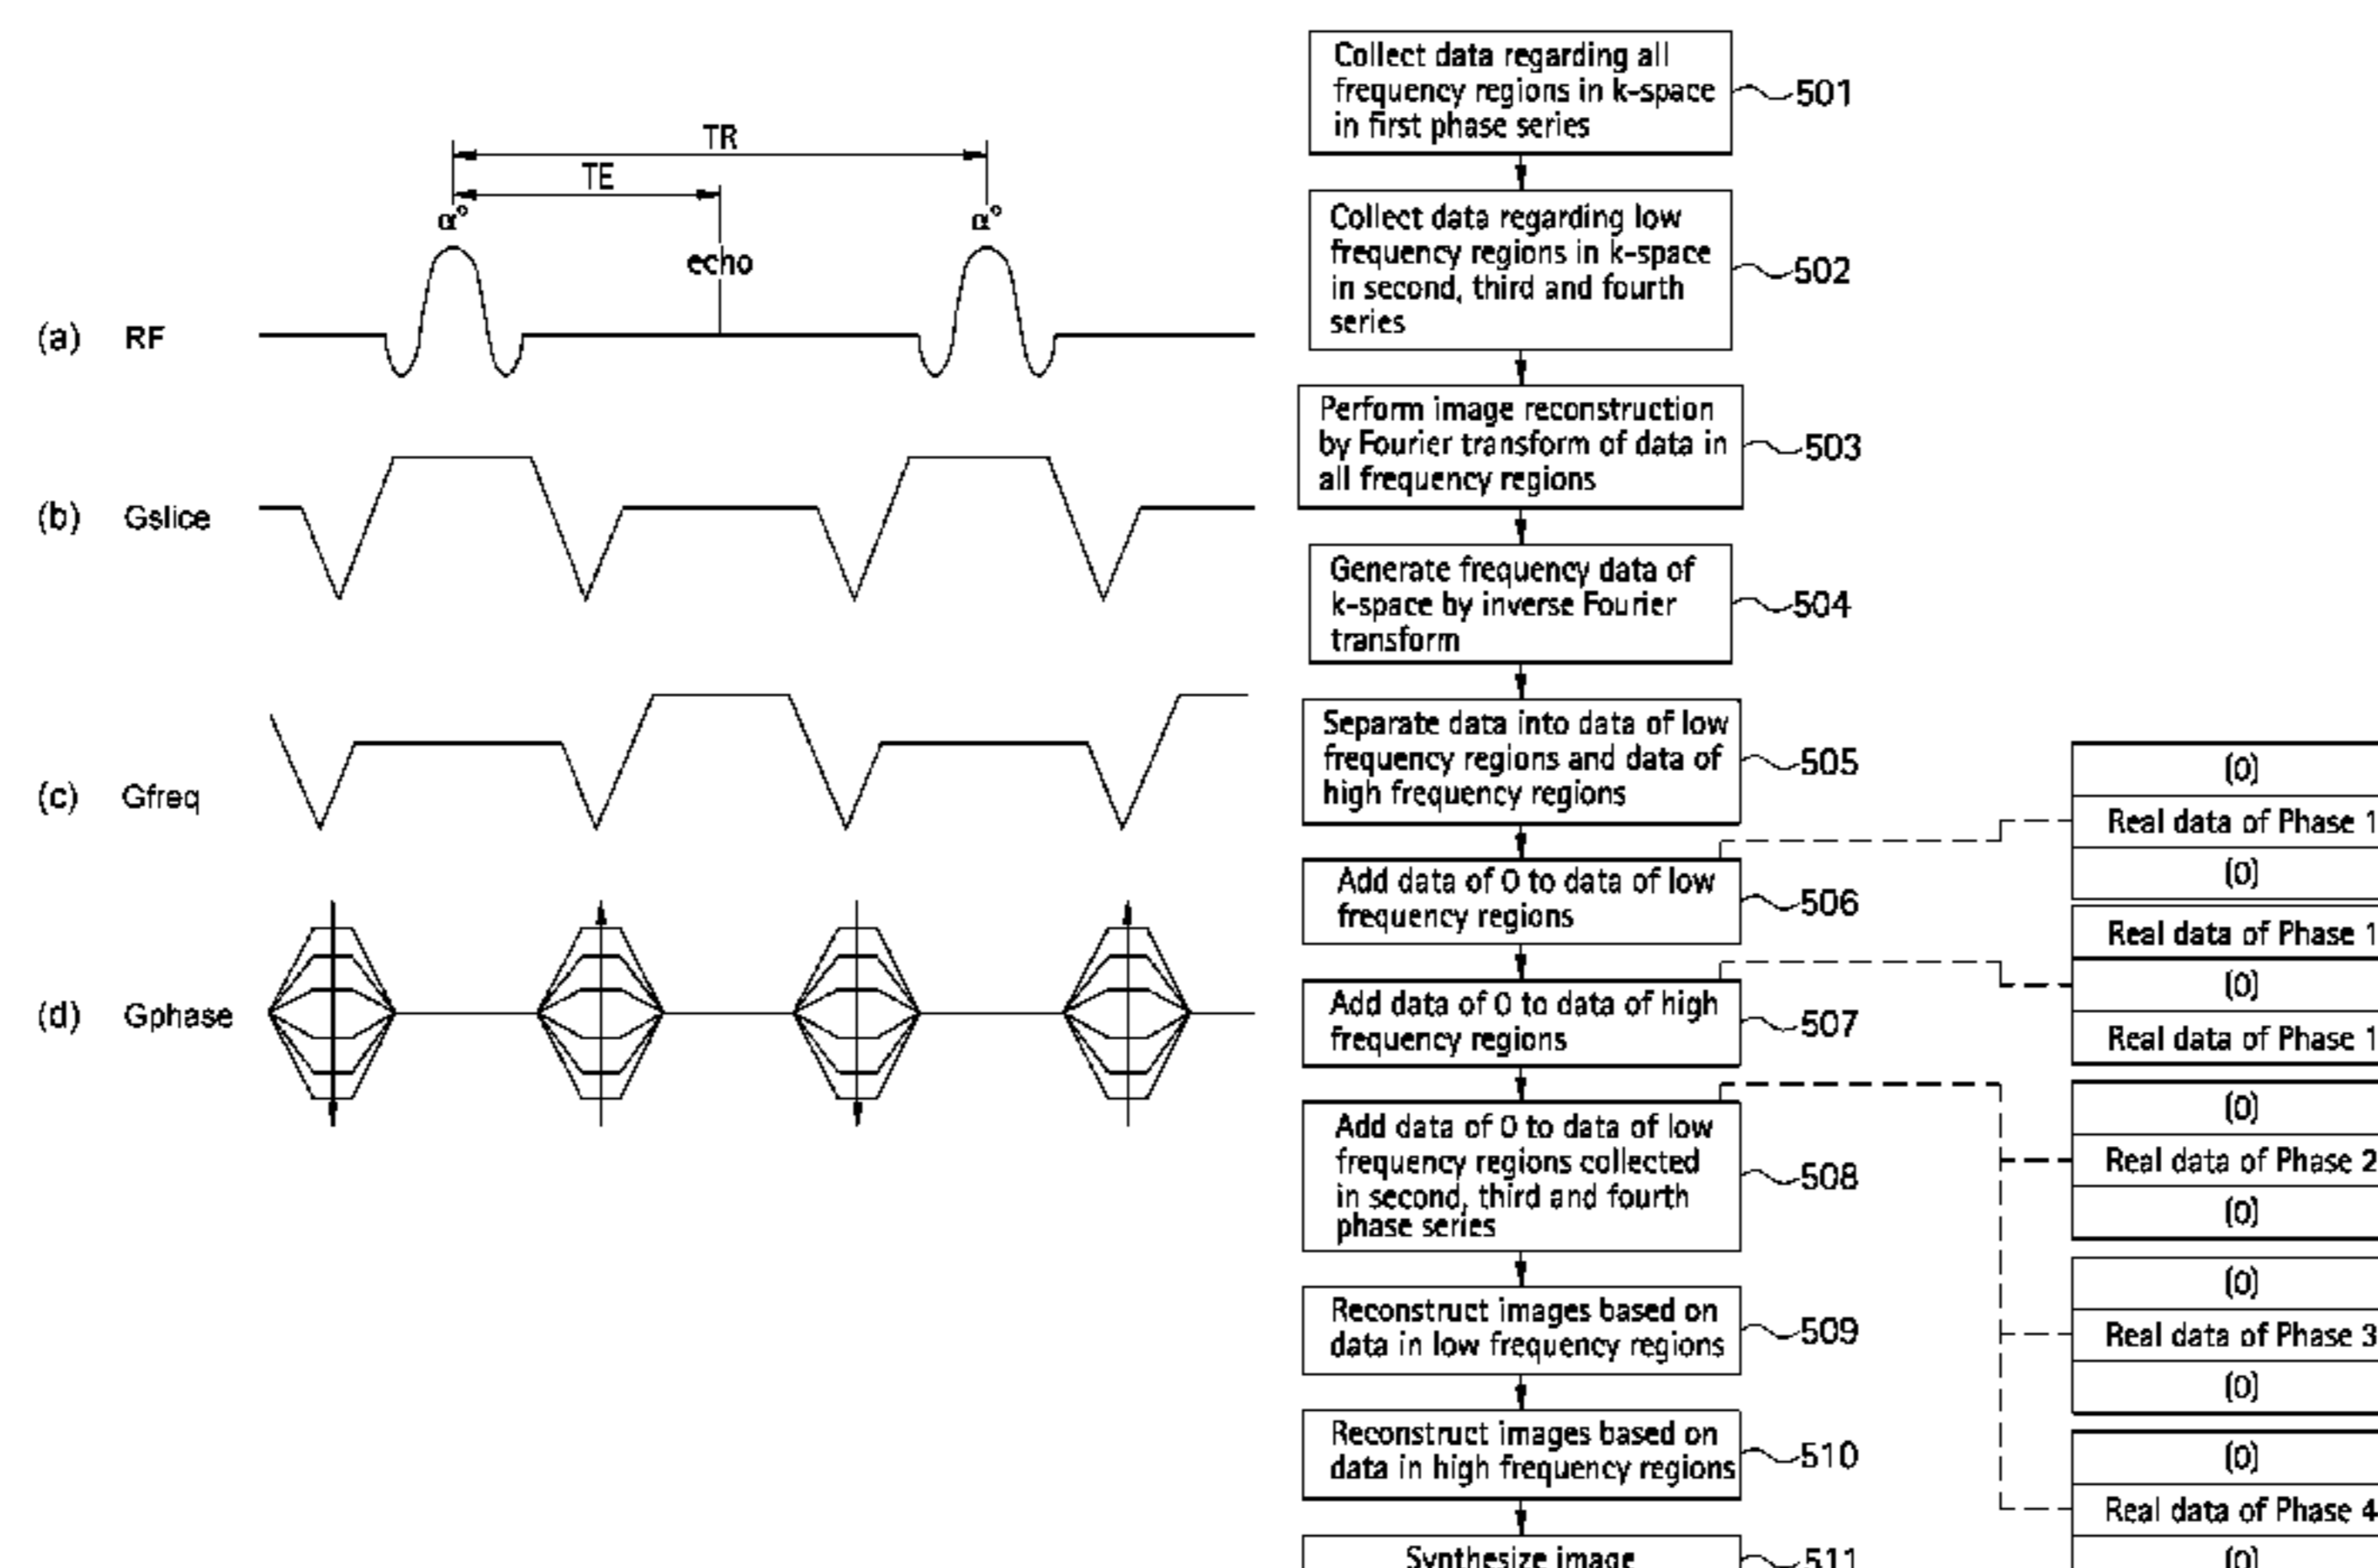 TR
TE
α°
α°
echo
(a) RF
(b) Gslice
(c) Gfreq
(d) Gphase
Collect data regarding all
frequency regions in k-space
in first phase series
501
Collect data regarding low
frequency regions in k-space
in second, third and fourth
series
502
Perform image reconstruction
by Fourier transform of data in
all frequency regions
503
Generate frequency data of
k-space by inverse Fourier
transform
504
Separate data into data of low
frequency regions and data of
high frequency regions
505
Add data of 0 to data of low
frequency regions
506
Add data of 0 to data of high
frequency regions
507
Add data of 0 to data of low
frequency regions collected
in second, third and fourth
phase series
508
Reconstruct images based on
data in low frequency regions
509
Reconstruct images based on
data in high frequency regions
510
Synthesize image
511
(0)
Real data of Phase 1
(0)
Real data of Phase 1
(0)
Real data of Phase 1
(0)
Real data of Phase 2
(0)
(0)
Real data of Phase 3
(0)
(0)
Real data of Phase 4
(0)